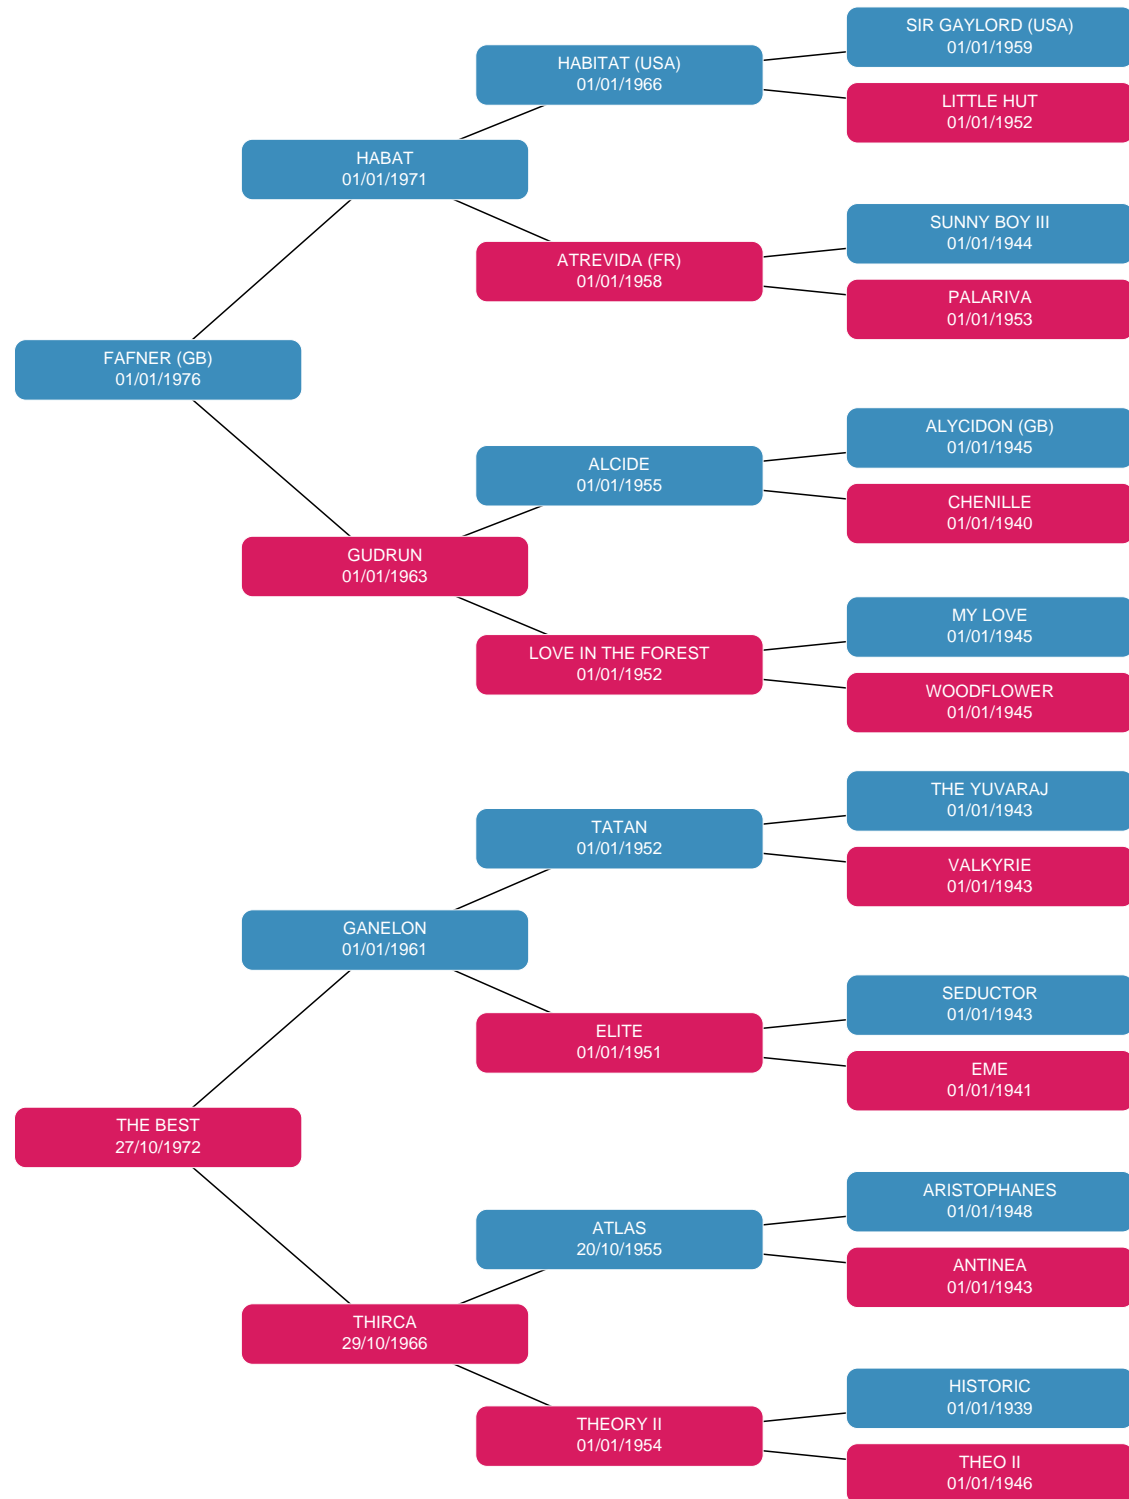 SIR GAYLORD (USA)
01/01/1959
HABITAT (USA)
01/01/1966
LITTLE HUT
01/01/1952
HABAT
01/01/1971
SUNNY BOY III
01/01/1944
ATREVIDA (FR)
01/01/1958
PALARIVA
01/01/1953
FAFNER (GB)
01/01/1976
ALYCIDON (GB)
01/01/1945
ALCIDE
01/01/1955
CHENILLE
01/01/1940
GUDRUN
01/01/1963
MY LOVE
01/01/1945
LOVE IN THE FOREST
01/01/1952
WOODFLOWER
01/01/1945
THE YUVARAJ
01/01/1943
TATAN
01/01/1952
VALKYRIE
01/01/1943
GANELON
01/01/1961
SEDUCTOR
01/01/1943
ELITE
01/01/1951
EME
01/01/1941
THE BEST
27/10/1972
ARISTOPHANES
01/01/1948
ATLAS
20/10/1955
ANTINEA
01/01/1943
THIRCA
29/10/1966
HISTORIC
01/01/1939
THEORY II
01/01/1954
THEO II
01/01/1946